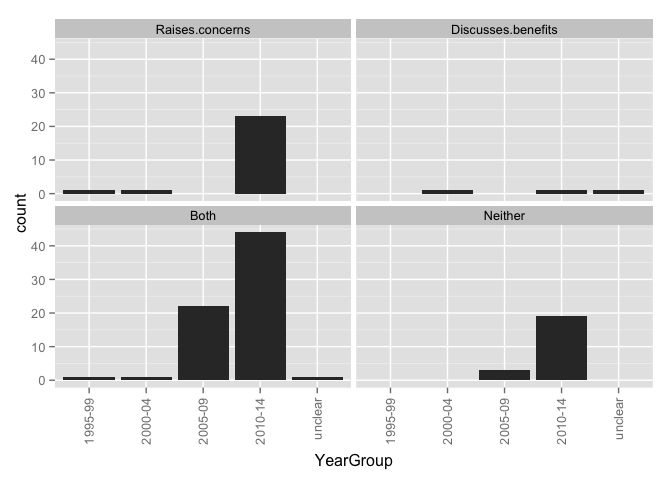 Raises.concerns Discusses.benefits
40
30
20
10
0
count
Both Neither
40
30
20
10
0
1995-99 2000-04 2005-09 2010-14 unclear 1995-99 2000-04 2005-09 2010-14 unclear
YearGroup